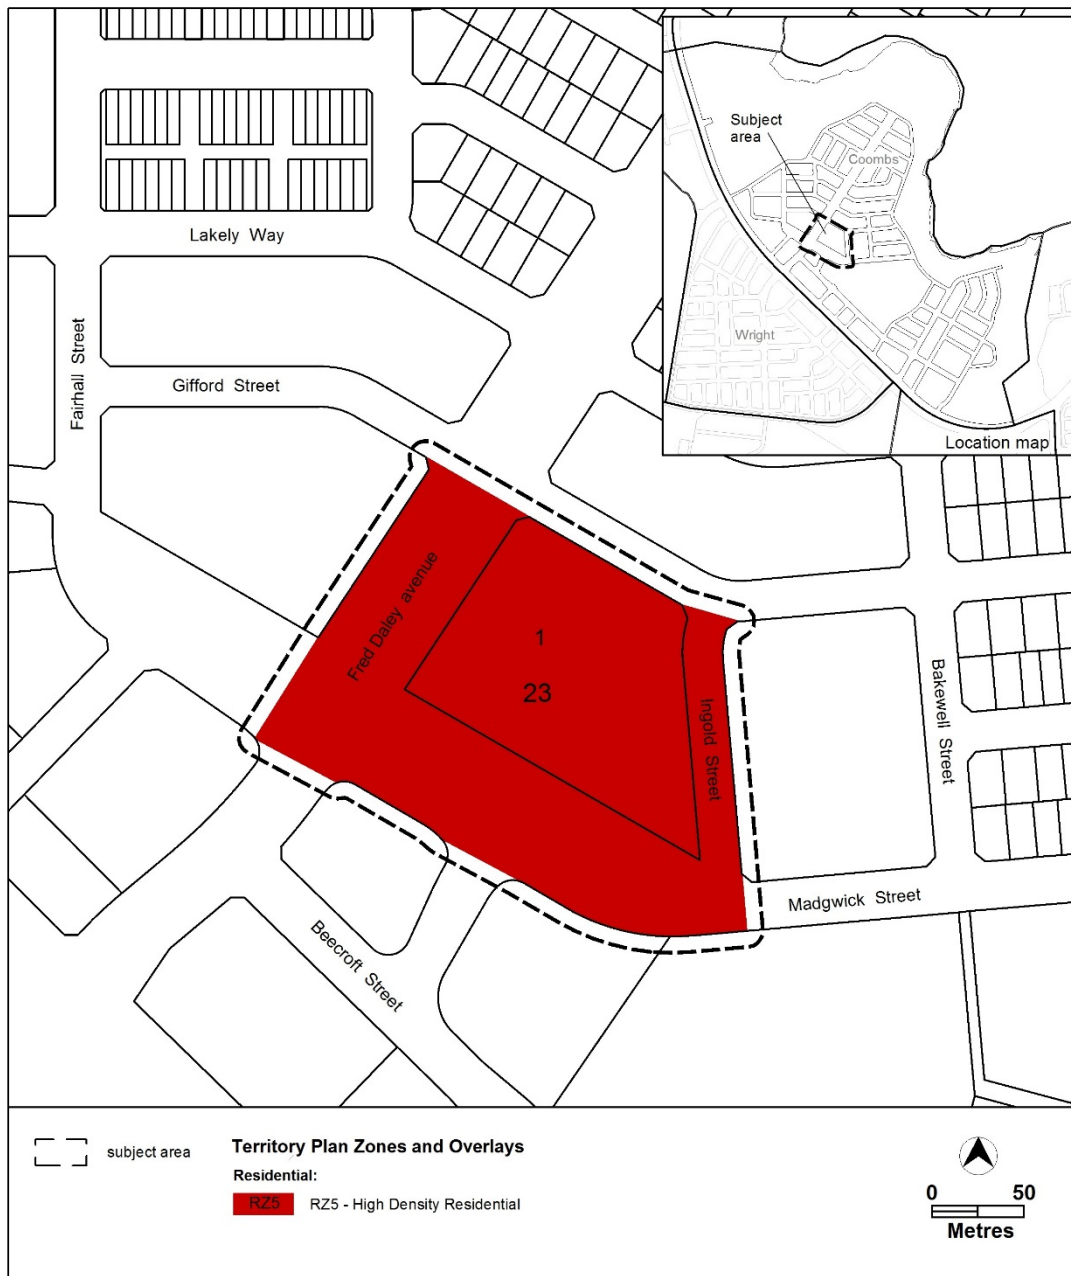 Subject
area
Coombs
Wright
Location map
Lakely Way
Fairhall Street
Gifford Street
Fred Daley avenue
1
23
Ingold Street
Bakewell Street
Madgwick Street
Beecroft Street
subject area
Territory Plan Zones and Overlays
Residential:
RZ5
RZ5 - High Density Residential
0 50
Metres